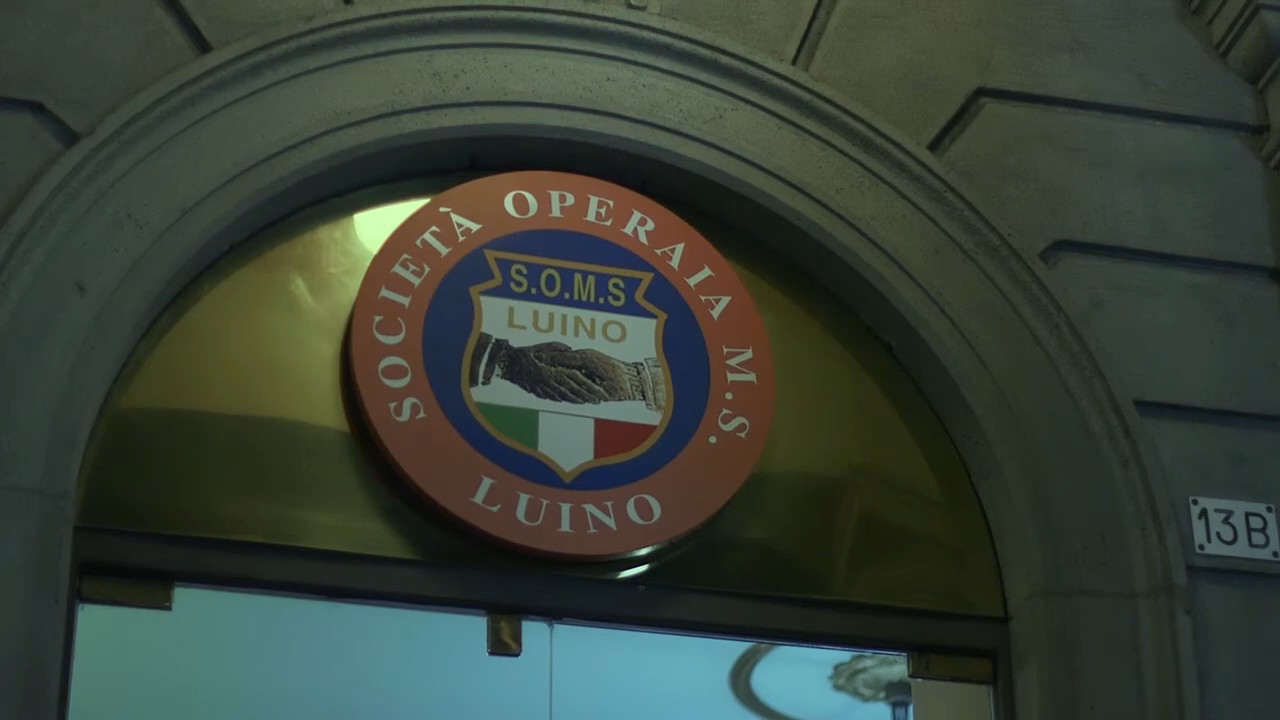 SOCIETÀ OPERAIA M.S.
S.O.M.S
LUINO
LUINO
13B